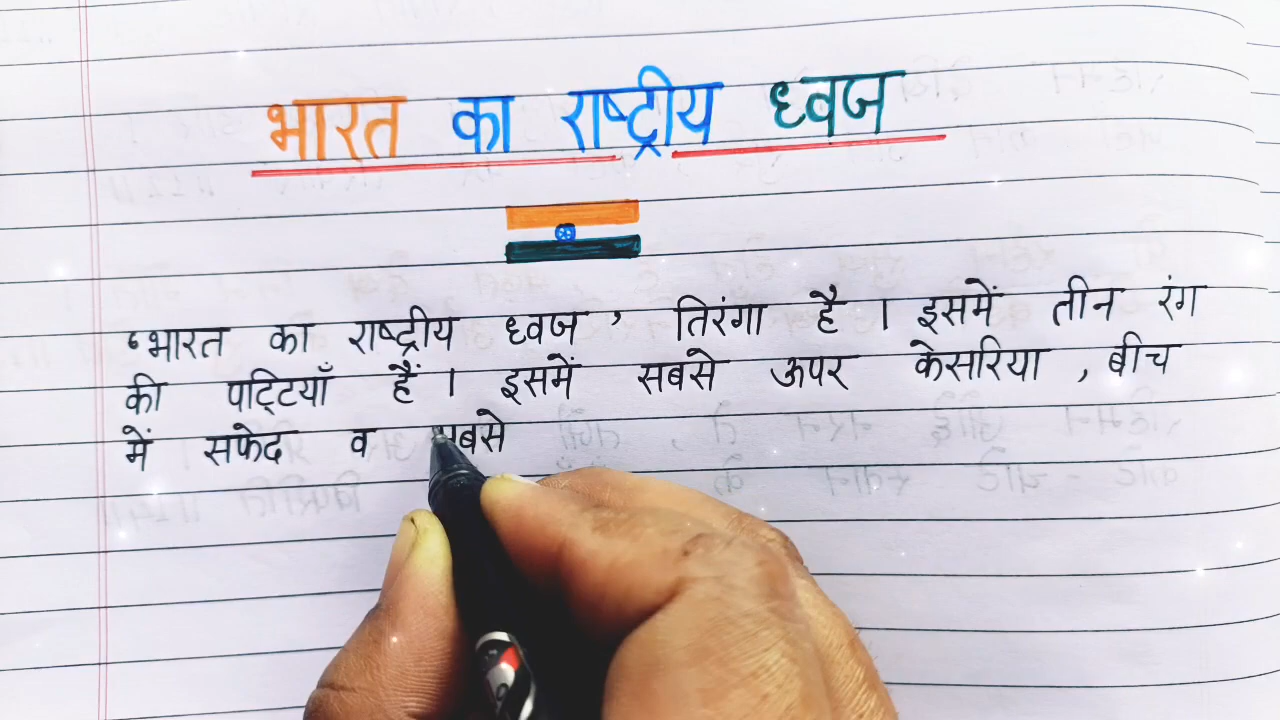 भारत का राष्ट्रीय ध्वज
‘भारत का राष्ट्रीय ध्वज’ तिरंगा है । इसमें तीन रंग
की पट्टियाँ हैं । इसमें सबसे ऊपर केसरिया , बीच
में सफेद व सबसे